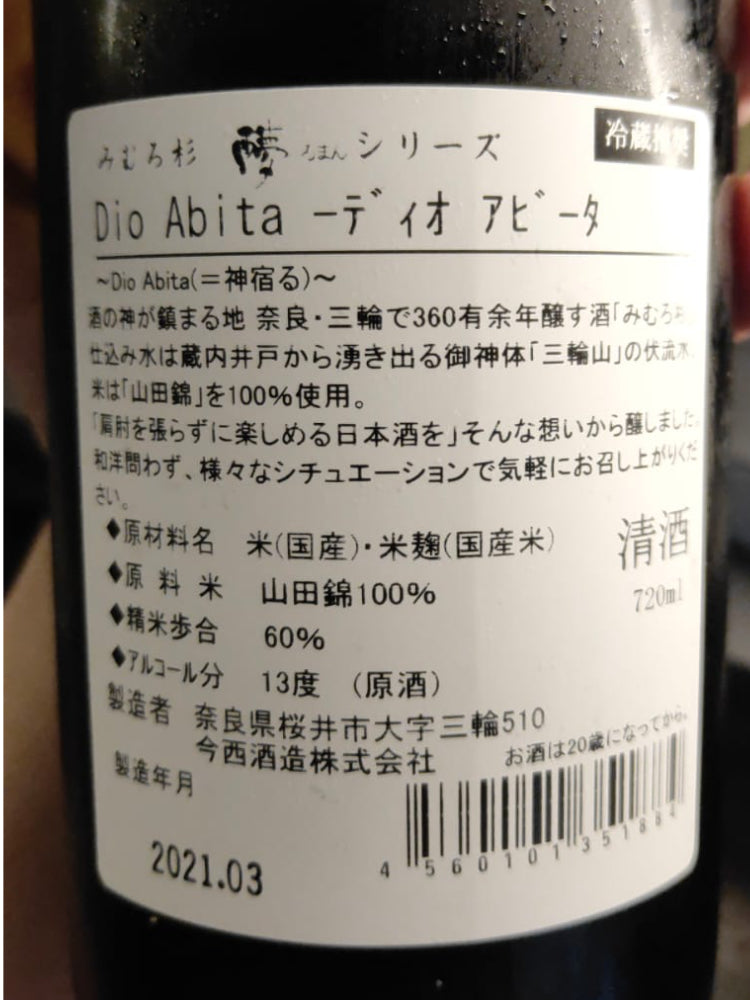 みむろ杉 ろまんシリーズ
冷蔵推奨
Dio Abita ーディオ アビータ
~Dio Abita(=神宿る)~
酒の神が鎮まる地 奈良・三輪で360有余年醸す酒「みむろ杉」
仕込み水は蔵内井戸から湧き出る御神体「三輪山」の伏流水。
米は「山田錦」を100%使用。
「肩肘を張らずに楽しめる日本酒を」そんな想いから醸しました。
和洋問わず、様々なシチュエーションで気軽にお召し上がりくだ
さい。
◆原材料名 米(国産)・米麹(国産米)
清酒
◆原料米 山田錦100%
720ml
◆精米歩合 60%
◆アルコール分 13度 (原酒)
製造者 奈良県桜井市大字三輪510
今西酒造株式会社
お酒は20歳になってから。
製造年月
2021.03
4560101351884